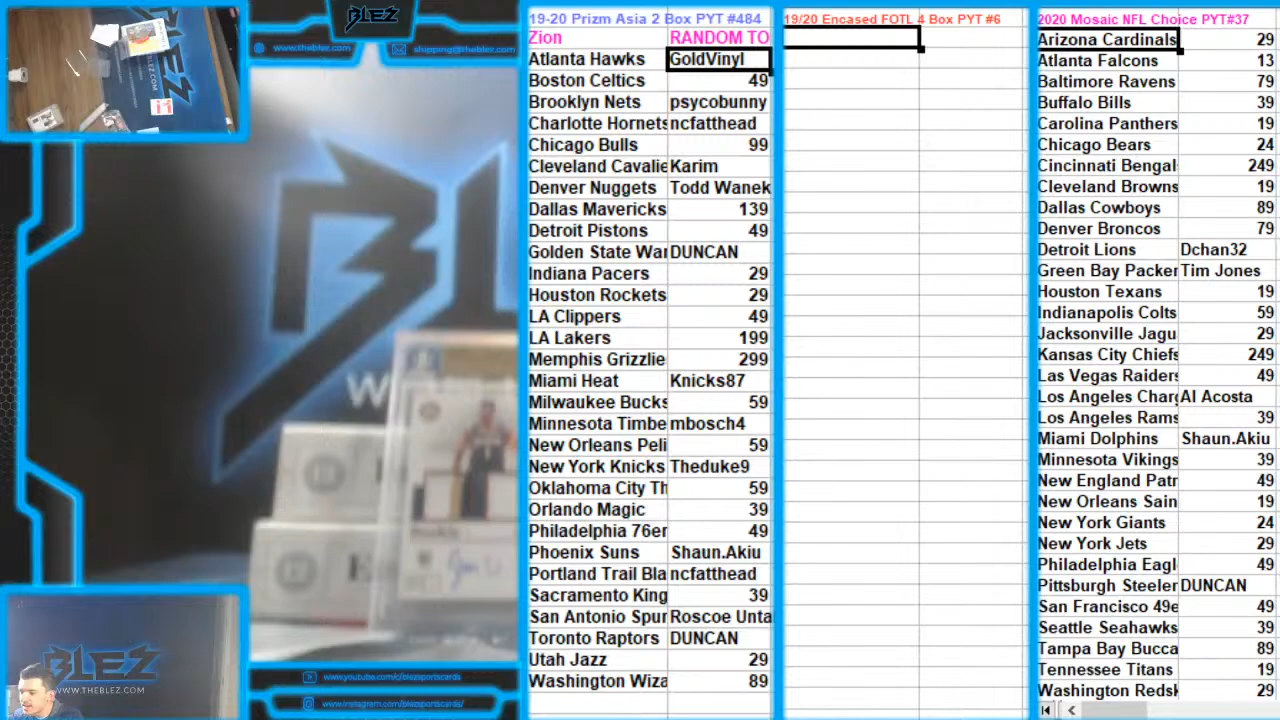 BLEZ
www.theblez.com
shipping@theblez.com
19-20 Prizm Asia 2 Box PYT #484
Zion RANDOM TO
Atlanta Hawks GoldVinyl
Boston Celtics 49
Brooklyn Nets psycobunny
Charlotte Hornets ncfatthead
Chicago Bulls 99
Cleveland Cavalie Karim
Denver Nuggets Todd Wanek
Dallas Mavericks 139
Detroit Pistons 49
Golden State War DUNCAN
Indiana Pacers 29
Houston Rockets 29
LA Clippers 49
LA Lakers 199
Memphis Grizzlie 299
Miami Heat Knicks87
Milwaukee Bucks 59
Minnesota Timbe mbosch4
New Orleans Peli 59
New York Knicks Theduke9
Oklahoma City Th 59
Orlando Magic 39
Philadelphia 76er 49
Phoenix Suns Shaun.Akiu
Portland Trail Bla ncfatthead
Sacramento King 39
San Antonio Spur Roscoe Unta
Toronto Raptors DUNCAN
Utah Jazz 29
Washington Wiza 89
19/20 Encased FOTL 4 Box PYT #6
2020 Mosaic NFL Choice PYT#37
Arizona Cardinals 29
Atlanta Falcons 13
Baltimore Ravens 79
Buffalo Bills 39
Carolina Panthers 19
Chicago Bears 24
Cincinnati Bengal 249
Cleveland Browns 19
Dallas Cowboys 89
Denver Broncos 79
Detroit Lions Dchan32
Green Bay Packer Tim Jones
Houston Texans 19
Indianapolis Colts 59
Jacksonville Jagu 29
Kansas City Chiefs 249
Las Vegas Raiders 49
Los Angeles Charg Al Acosta
Los Angeles Rams 39
Miami Dolphins Shaun.Akiu
Minnesota Vikings 39
New England Patr 49
New Orleans Sain 19
New York Giants 24
New York Jets 29
Philadelphia Eagl 49
Pittsburgh Steeler DUNCAN
San Francisco 49e 49
Seattle Seahawks 39
Tampa Bay Bucca 89
Tennessee Titans 19
Washington Redsk 29
BLEZ
WWW.THEBLEZ.COM
www.youtube.com/c/blezsportscards
www.instagram.com/blezsportscards/